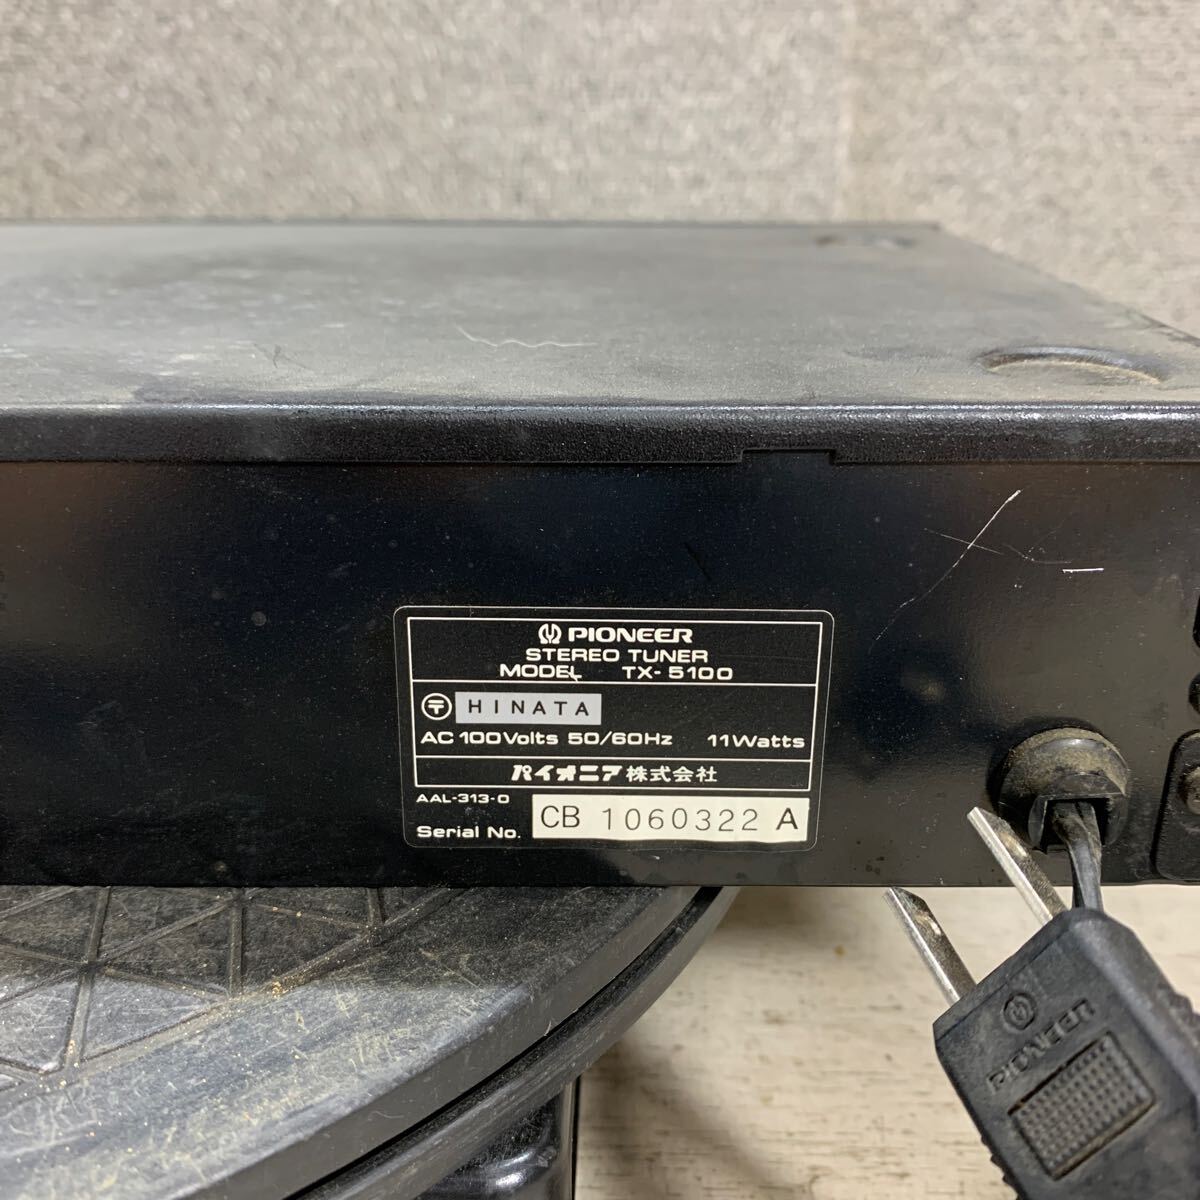 PIONEER
STEREO TUNER
MODEL TX-5100
〒 HINATA
AC 100Volts 50/60Hz 11Watts
パイオニア株式会社
AAL-313-0
Serial No. CB 1060322 A
PIONEER